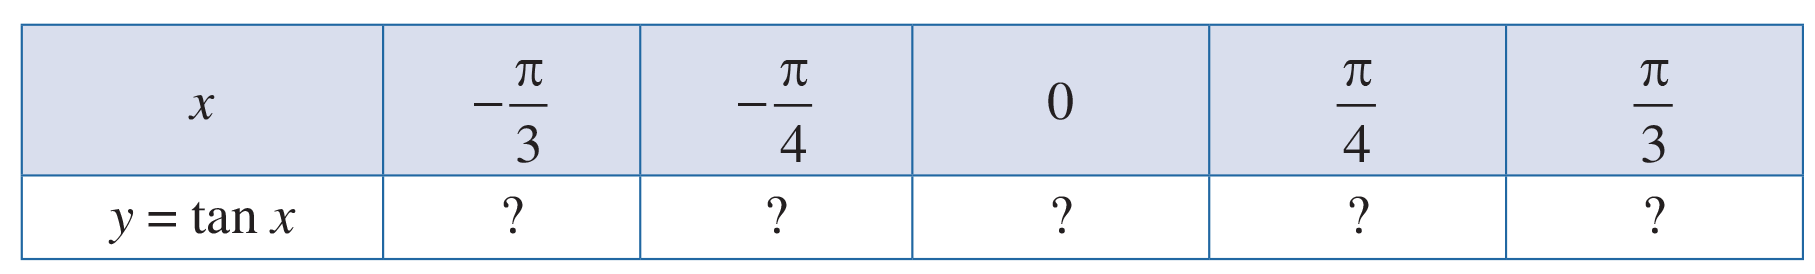 x −π/3 −π/4 0 π/4 π/3
y = tan x ? ? ? ? ?